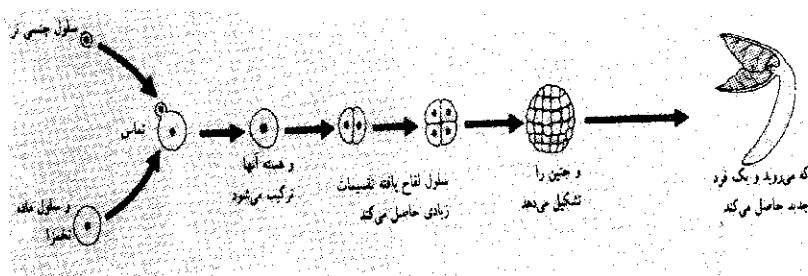 سلول جنسی نر
تماس
و سلول ماده
تخمزا
و هسته آنها
ترکیب می‌شود
سلول لقاح یافته تقسیمات
زیادی حاصل می‌کند
و جنین را
تشکیل می‌دهد
که می‌روید و یک فرد
جدید حاصل می‌کند